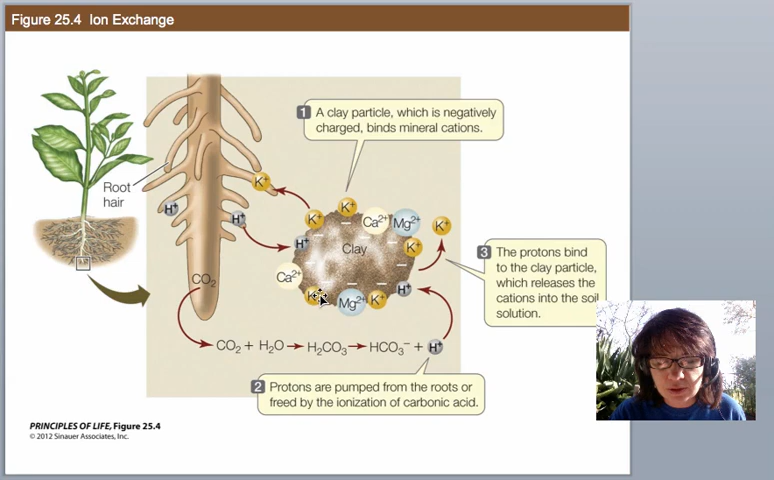 Figure 25.4 Ion Exchange
1 A clay particle, which is negatively
charged, binds mineral cations.
Root
hair
K⁺
H⁺
H⁺
K⁺
K⁺
Ca²⁺
Mg²⁺
K⁺
H⁺
Clay
K⁺
3 The protons bind
to the clay particle,
which releases the
cations into the soil
solution.
Ca²⁺
CO₂
K⁺
Mg²⁺
K⁺
H⁺
CO₂ + H₂O → H₂CO₃ → HCO₃⁻ + H⁺
2 Protons are pumped from the roots or
freed by the ionization of carbonic acid.
PRINCIPLES OF LIFE, Figure 25.4
© 2012 Sinauer Associates, Inc.